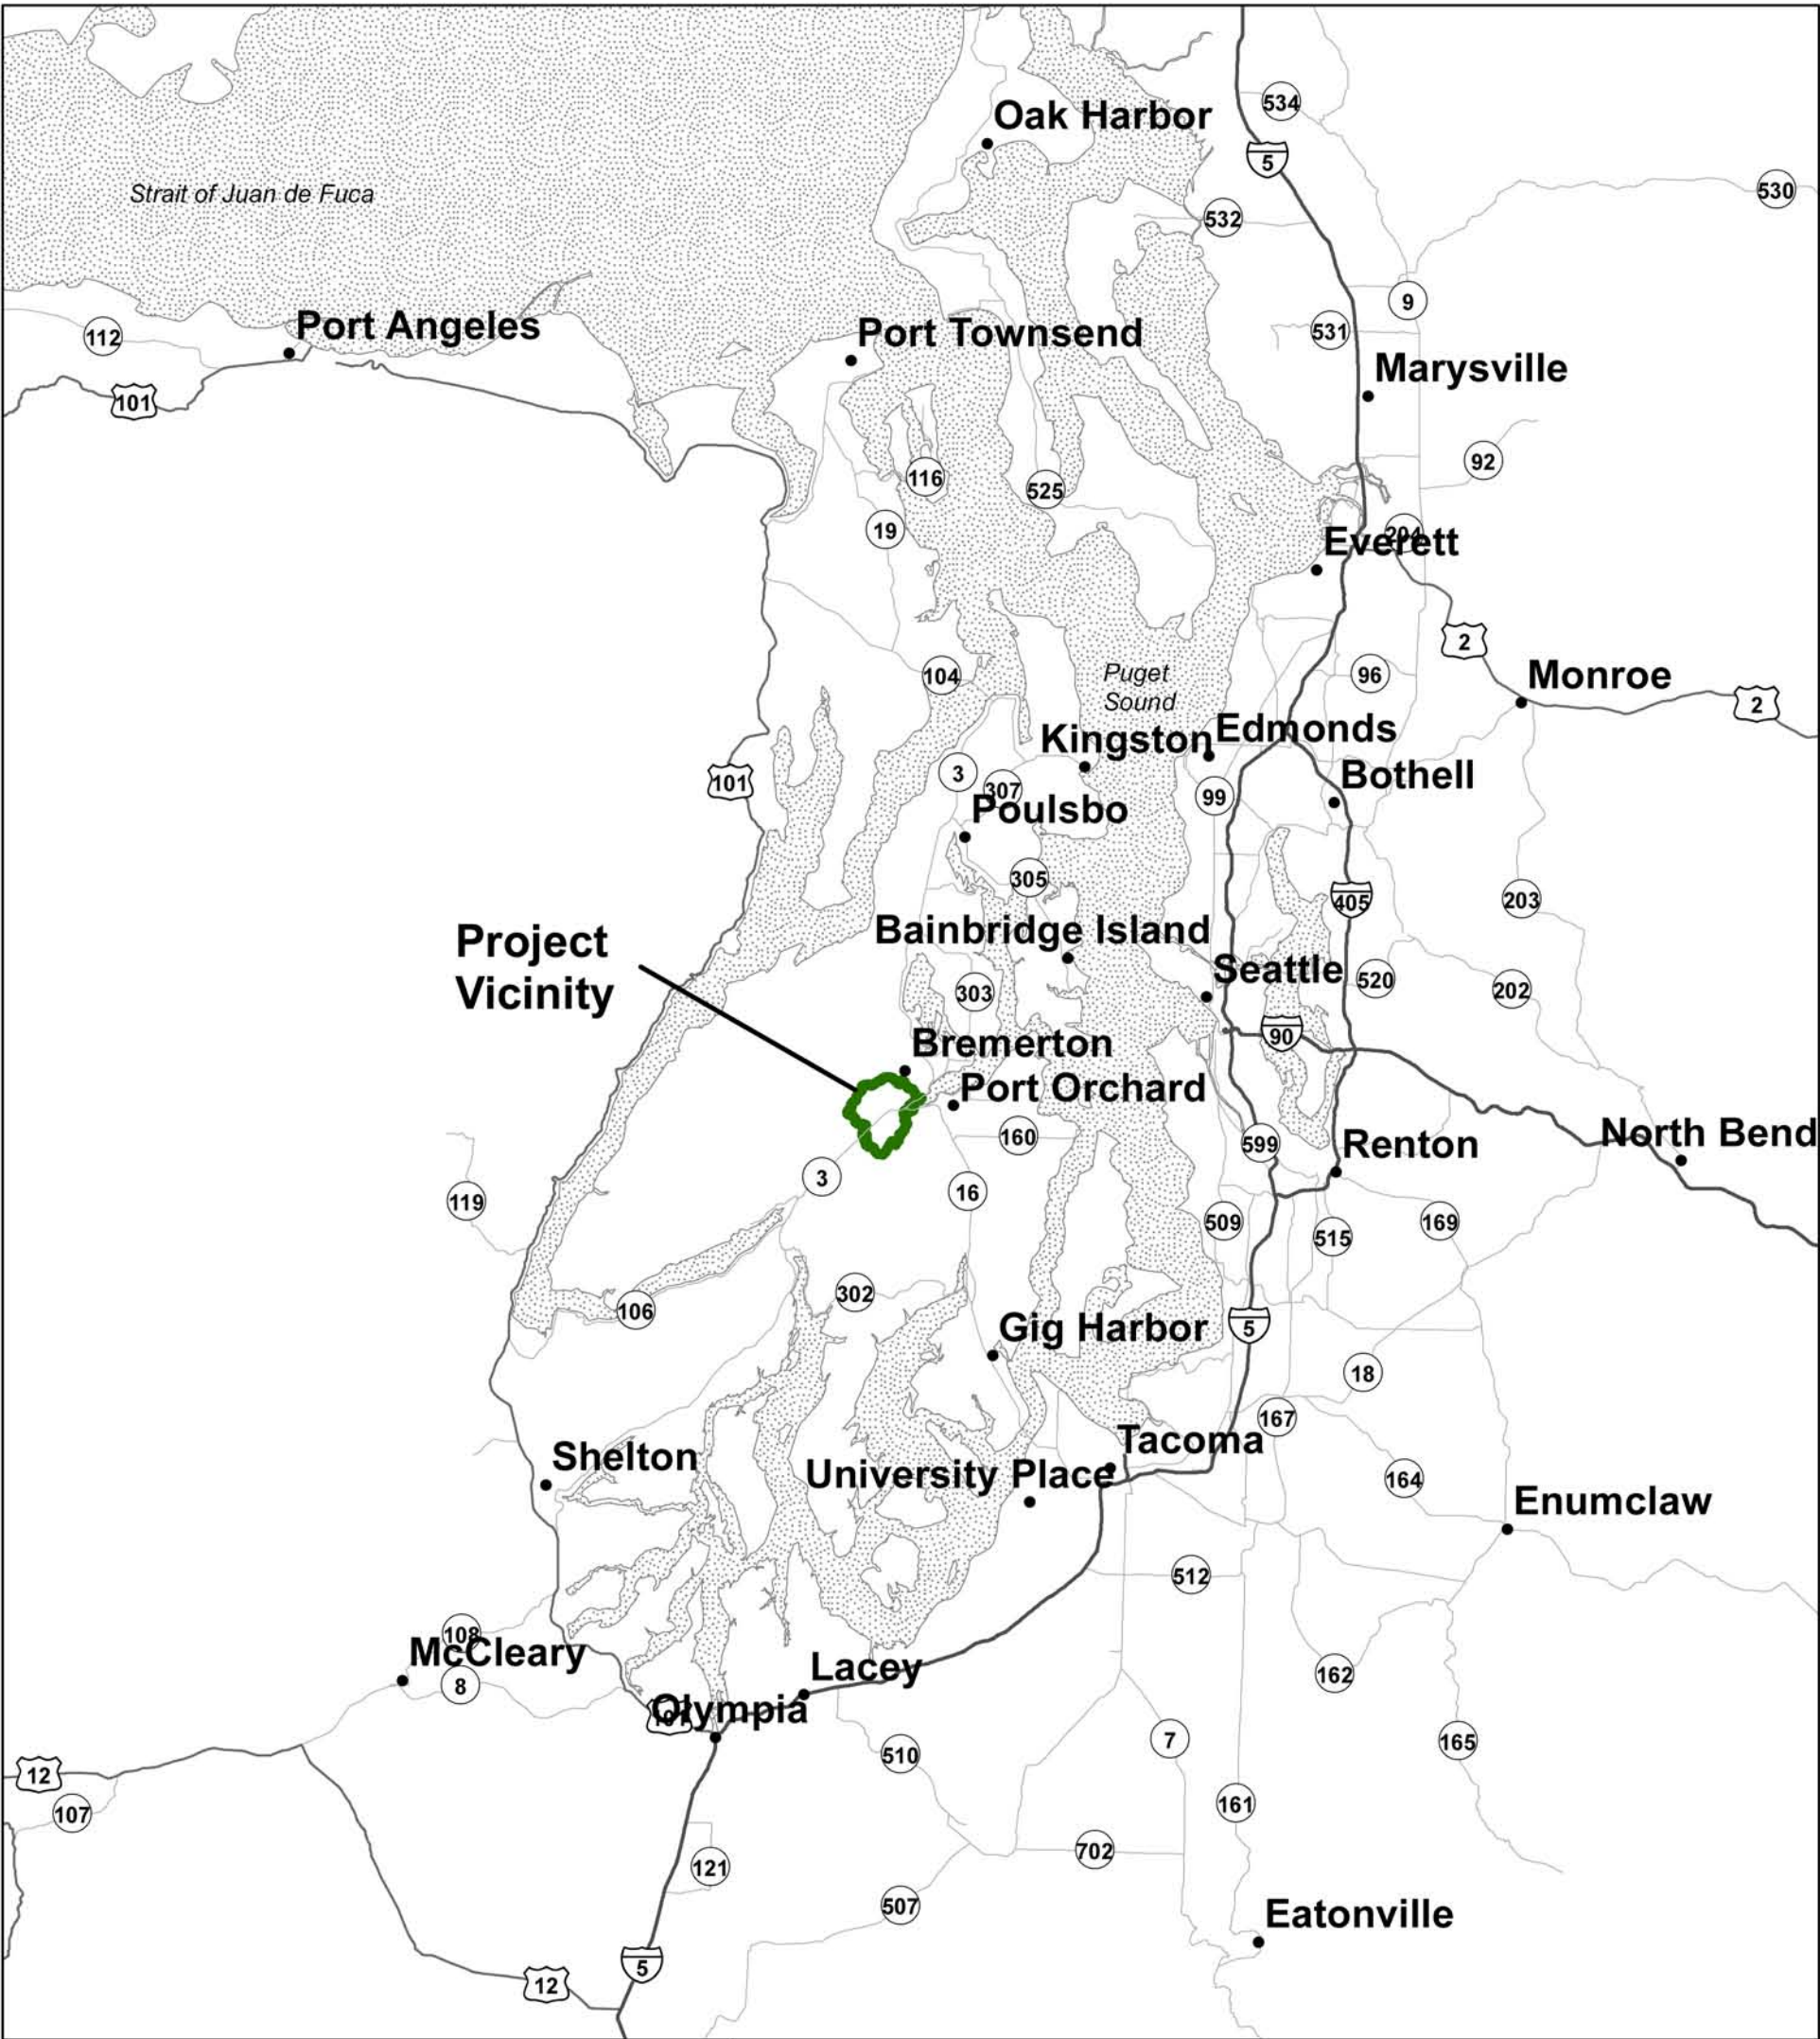 534
Oak Harbor
5
530
Strait of Juan de Fuca
532
9
112
Port Angeles
Port Townsend
531
Marysville
101
92
116
525
19
204
Everett
2
96
104
Puget
Sound
Monroe
2
Kingston
Edmonds
101
3
307
99
Bothell
Poulsbo
305
405
203
Bainbridge Island
Project
Vicinity
Seattle
520
303
202
90
Bremerton
Port Orchard
160
599
Renton
North Bend
3
16
119
509
515
169
302
106
Gig Harbor
5
18
167
Tacoma
Shelton
University Place
164
Enumclaw
512
108
McCleary
8
Lacey
162
101
Olympia
7
165
510
12
107
161
702
121
507
Eatonville
5
12